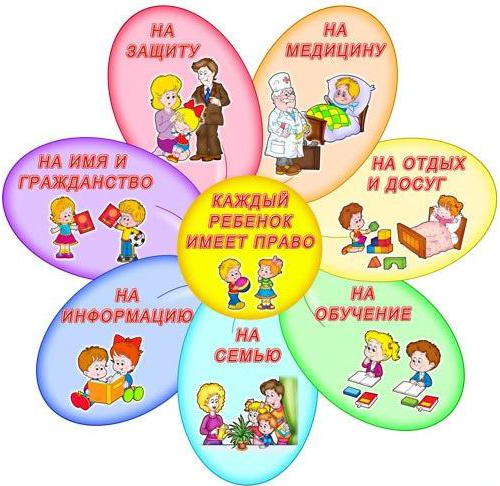 КАЖДЫЙ
РЕБЕНОК
ИМЕЕТ ПРАВО
НА
ЗАЩИТУ
НА
МЕДИЦИНУ
НА ОТДЫХ
И ДОСУГ
НА
ОБУЧЕНИЕ
НА
СЕМЬЮ
НА
ИНФОРМАЦИЮ
НА ИМЯ И
ГРАЖДАНСТВО